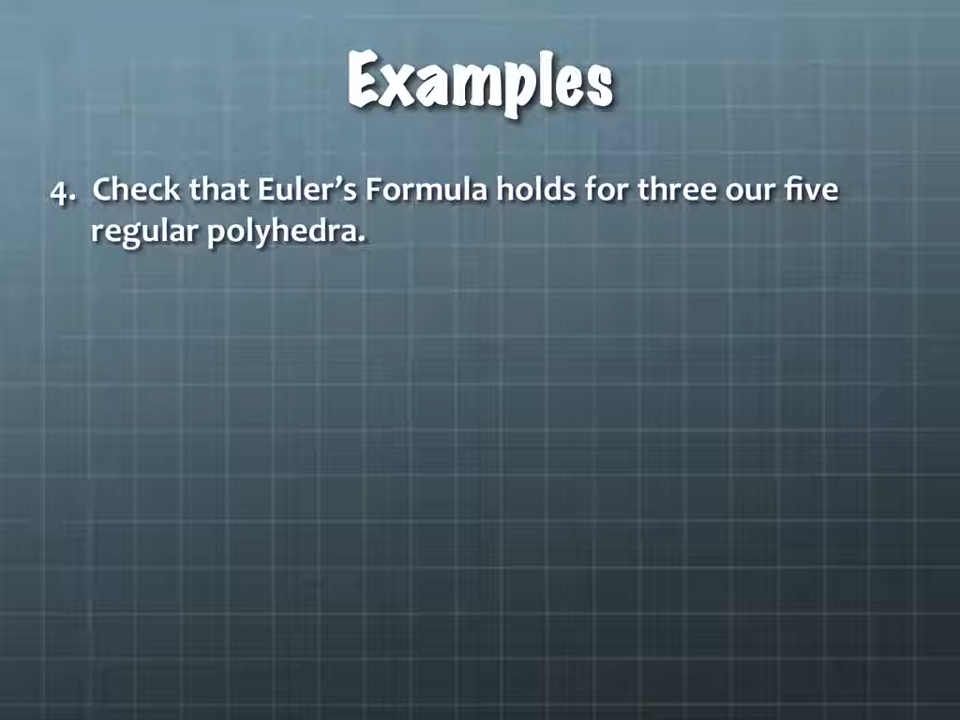 Examples
4. Check that Euler’s Formula holds for three our five
regular polyhedra.